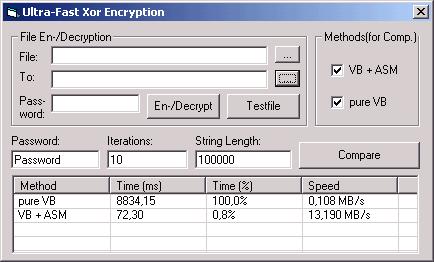 Ultra-Fast Xor Encryption
File En-/Decryption
File:
...
To:
...
Pass-
word:
En-/Decrypt
Testfile
Methods(for Comp.)
VB + ASM
pure VB
Password:
Iterations:
String Length:
Password
10
100000
Compare
Method Time (ms) Time (%) Speed
pure VB 8834,15 100,0% 0,108 MB/s
VB + ASM 72,30 0,8% 13,190 MB/s